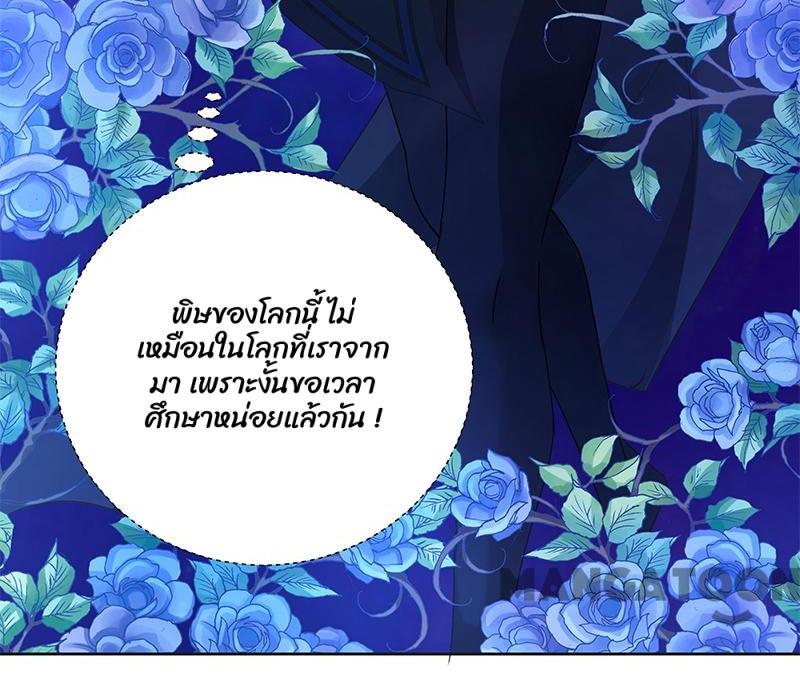 พิษของโลกนี้ ไม่
เหมือนในโลกที่เราจาก
มา เพราะงั้นขอเวลา
ศึกษาหน่อยแล้วกัน !
MANGATOON